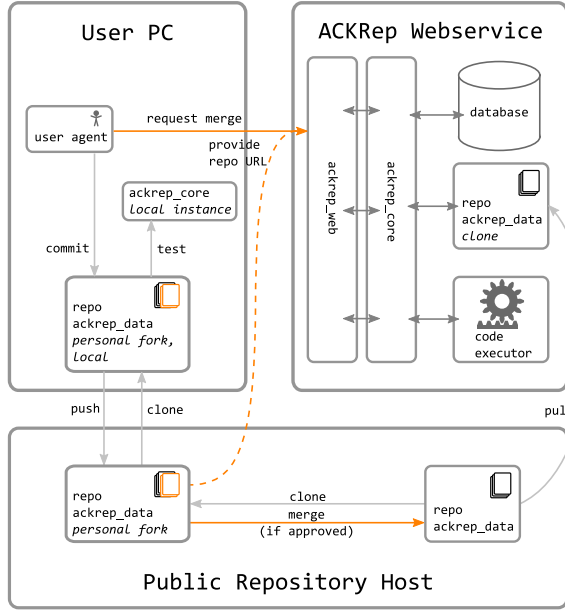 User PC
ACKRep Webservice
user agent
request merge
provide
repo URL
ackrep_core
local instance
commit
test
repo
ackrep_data
personal fork,
local
ackrep_web
ackrep_core
database
repo
ackrep_data
clone
code
executor
push
clone
pul
repo
ackrep_data
personal fork
clone
merge
(if approved)
repo
ackrep_data
Public Repository Host